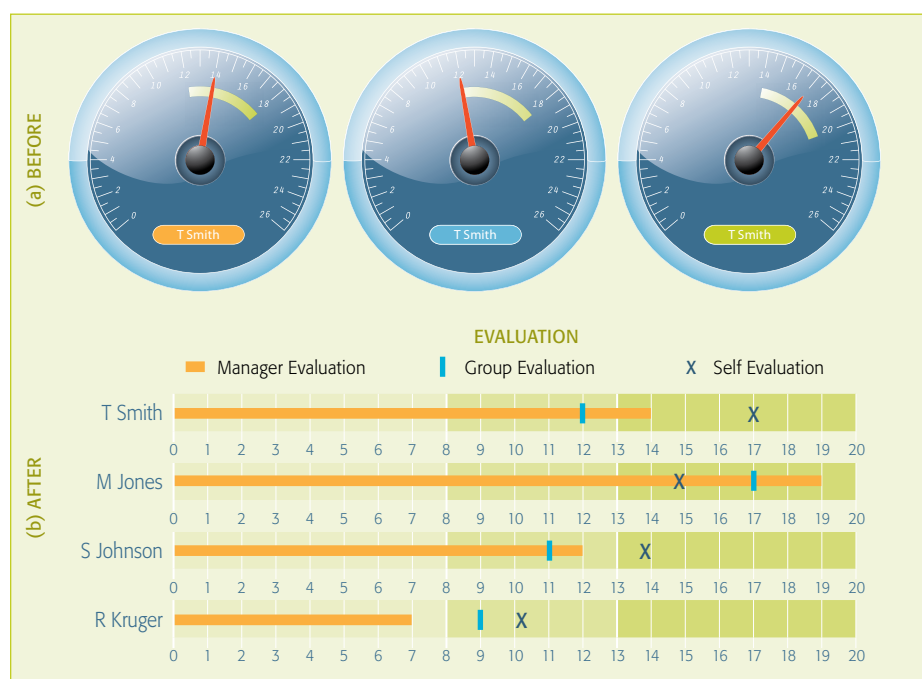 (a) BEFORE
0 2 4 6 8 10 12 14 16 18 20 22 24 26
T Smith
0 2 4 6 8 10 12 14 16 18 20 22 24 26
T Smith
0 2 4 6 8 10 12 14 16 18 20 22 24 26
T Smith
EVALUATION
Manager Evaluation Group Evaluation X Self Evaluation
(b) AFTER
T Smith X
0 1 2 3 4 5 6 7 8 9 10 11 12 13 14 15 16 17 18 19 20
M Jones X
0 1 2 3 4 5 6 7 8 9 10 11 12 13 14 15 16 17 18 19 20
S Johnson X
0 1 2 3 4 5 6 7 8 9 10 11 12 13 14 15 16 17 18 19 20
R Kruger X
0 1 2 3 4 5 6 7 8 9 10 11 12 13 14 15 16 17 18 19 20